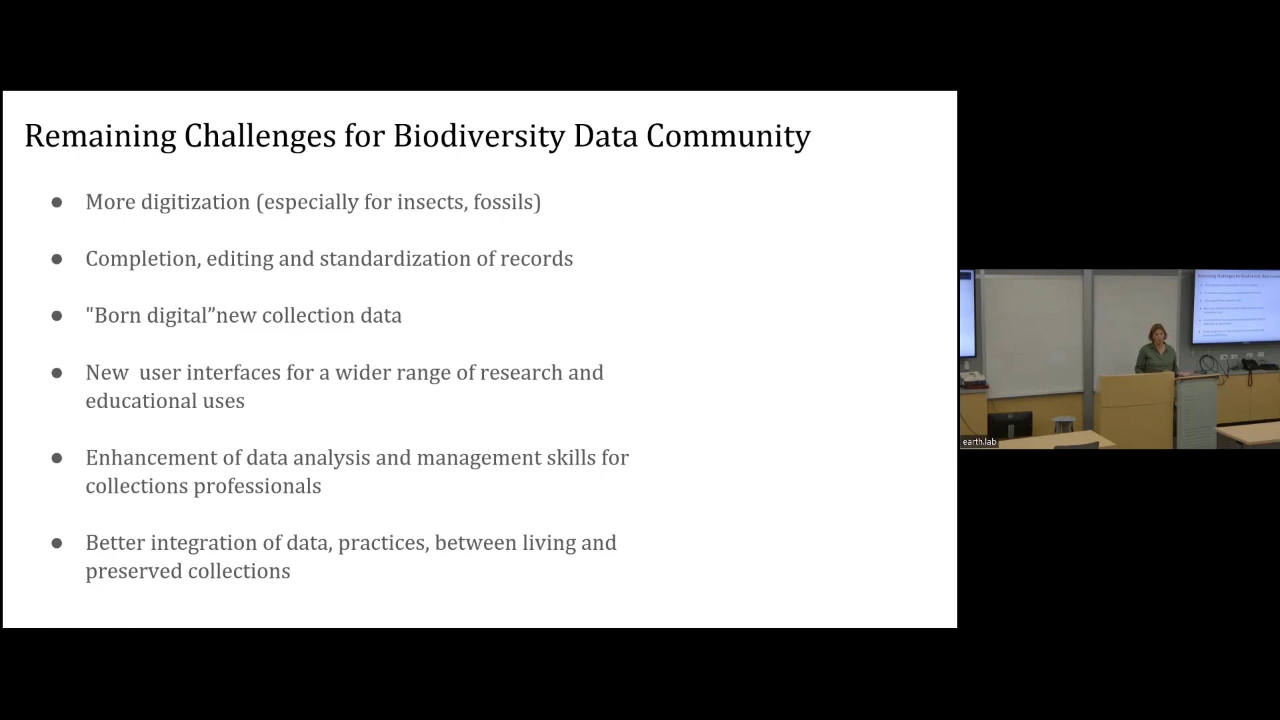 Remaining Challenges for Biodiversity Data Community
● More digitization (especially for insects, fossils)
● Completion, editing and standardization of records
● "Born digital”new collection data
● New  user interfaces for a wider range of research and
educational uses
● Enhancement of data analysis and management skills for
collections professionals
● Better integration of data, practices, between living and
preserved collections
earth.lab